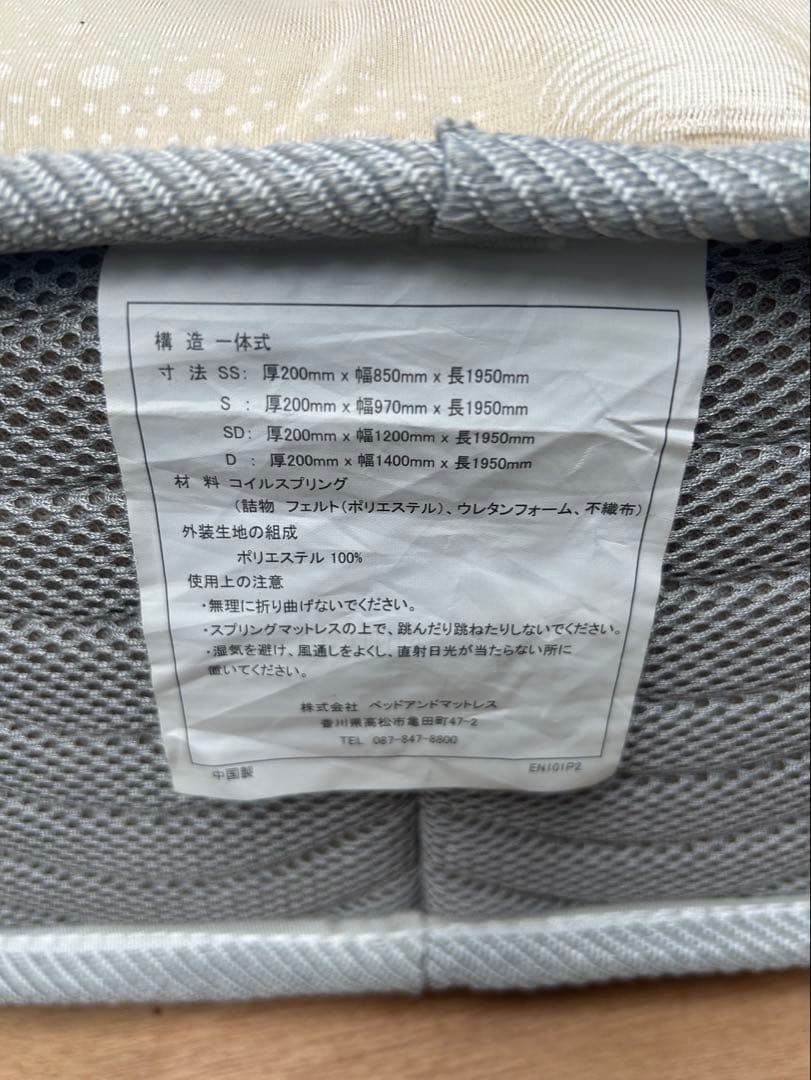 構 造 一体式
寸 法 SS: 厚200mm x 幅850mm x 長1950mm
S : 厚200mm x 幅970mm x 長1950mm
SD: 厚200mm x 幅1200mm x 長1950mm
D : 厚200mm x 幅1400mm x 長1950mm
材 料 コイルスプリング
(詰物 フェルト(ポリエステル)、ウレタンフォーム、不織布)
外装生地の組成
ポリエステル 100%
使用上の注意
・無理に折り曲げないでください。
・スプリングマットレスの上で、跳んだり跳ねたりしないでください。
・湿気を避け、風通しをよくし、直射日光が当たらない所に
置いてください。
株式会社 ベッドアンドマットレス
香川県高松市亀田町47-2
TEL 087-847-8800
中国製 EN101P2